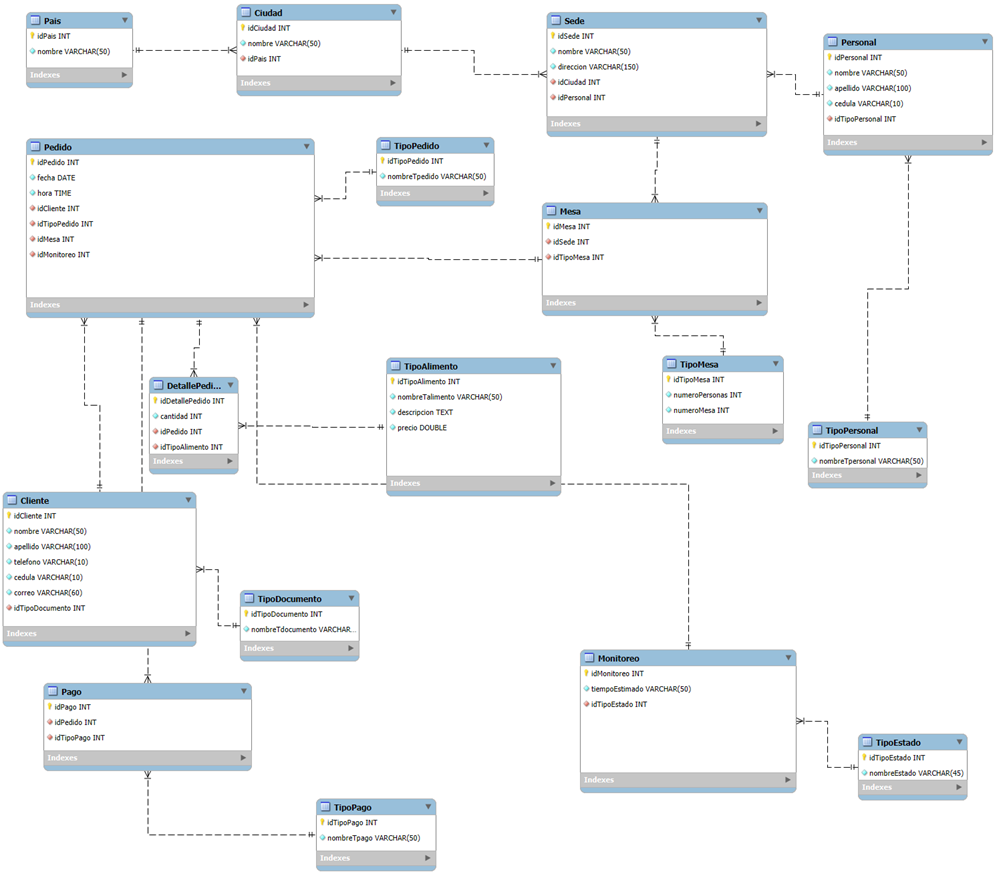 Pais
idPais INT
nombre VARCHAR(50)
Indexes
Ciudad
idCiudad INT
nombre VARCHAR(50)
idPais INT
Indexes
Sede
idSede INT
nombre VARCHAR(50)
direccion VARCHAR(150)
idCiudad INT
idPersonal INT
Indexes
Personal
idPersonal INT
nombre VARCHAR(50)
apellido VARCHAR(100)
cedula VARCHAR(10)
idTipoPersonal INT
Indexes
Pedido
idPedido INT
fecha DATE
hora TIME
idCliente INT
idTipoPedido INT
idMesa INT
idMonitoreo INT
Indexes
TipoPedido
idTipoPedido INT
nombreTpedido VARCHAR(50)
Indexes
Mesa
idMesa INT
idSede INT
idTipoMesa INT
Indexes
TipoAlimento
idTipoAlimento INT
nombreTalimento VARCHAR(50)
descripcion TEXT
precio DOUBLE
Indexes
TipoMesa
idTipoMesa INT
numeroPersonas INT
numeroMesa INT
Indexes
DetallePedi...
idDetallePedido INT
cantidad INT
idPedido INT
idTipoAlimento INT
Indexes
TipoPersonal
idTipoPersonal INT
nombreTpersonal VARCHAR(50)
Indexes
Cliente
idCliente INT
nombre VARCHAR(50)
apellido VARCHAR(100)
telefono VARCHAR(10)
cedula VARCHAR(10)
correo VARCHAR(60)
idTipoDocumento INT
Indexes
TipoDocumento
idTipoDocumento INT
nombreTdocumento VARCHAR...
Indexes
Monitoreo
idMonitoreo INT
tiempoEstimado VARCHAR(50)
idTipoEstado INT
Indexes
Pago
idPago INT
idPedido INT
idTipoPago INT
Indexes
TipoEstado
idTipoEstado INT
nombreEstado VARCHAR(45)
Indexes
TipoPago
idTipoPago INT
nombreTpago VARCHAR(50)
Indexes